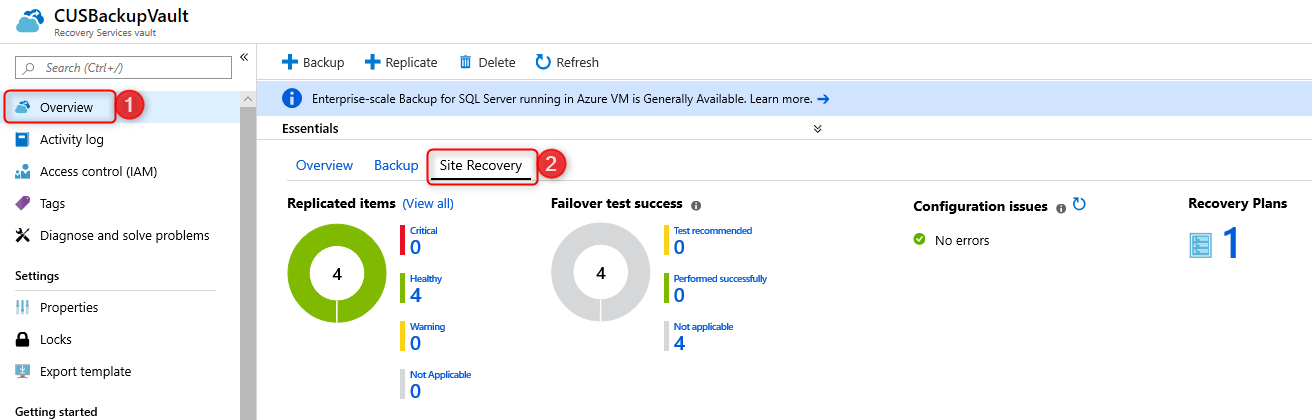 CUSBackupVault
Recovery Services vault
Search (Ctrl+/)
«
Overview
1
Activity log
Access control (IAM)
Tags
Diagnose and solve problems
Settings
Properties
Locks
Export template
Getting started
Backup Replicate Delete Refresh
Enterprise-scale Backup for SQL Server running in Azure VM is Generally Available. Learn more. →
Essentials
Overview Backup Site Recovery 2
Replicated items (View all)
4
Critical
0
Healthy
4
Warning
0
Not Applicable
0
Failover test success
4
Test recommended
0
Performed successfully
0
Not applicable
4
Configuration issues
No errors
Recovery Plans
1